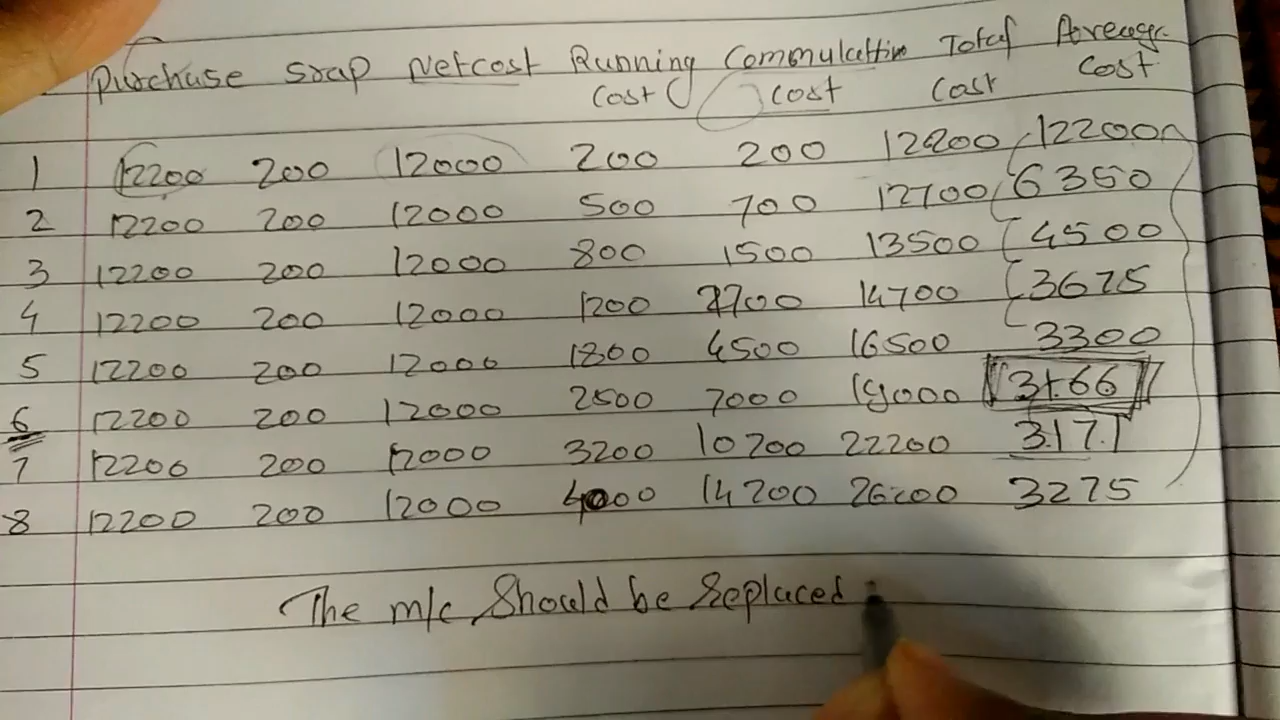 Purchase Srap Netcost Running Commulative Total Average
cost cost Cost Cost
1 12200 200 12000 200 200 12200 12200
2 12200 200 12000 500 700 12700 6350
3 12200 200 12000 800 1500 13500 4500
4 12200 200 12000 1200 2700 14700 3675
5 12200 200 12000 1800 4500 16500 3300
6 12200 200 12000 2500 7000 19000 3166
7 12200 200 12000 3200 10200 22200 3171
8 12200 200 12000 4000 14200 26200 3275
The m/c Should be Replaced